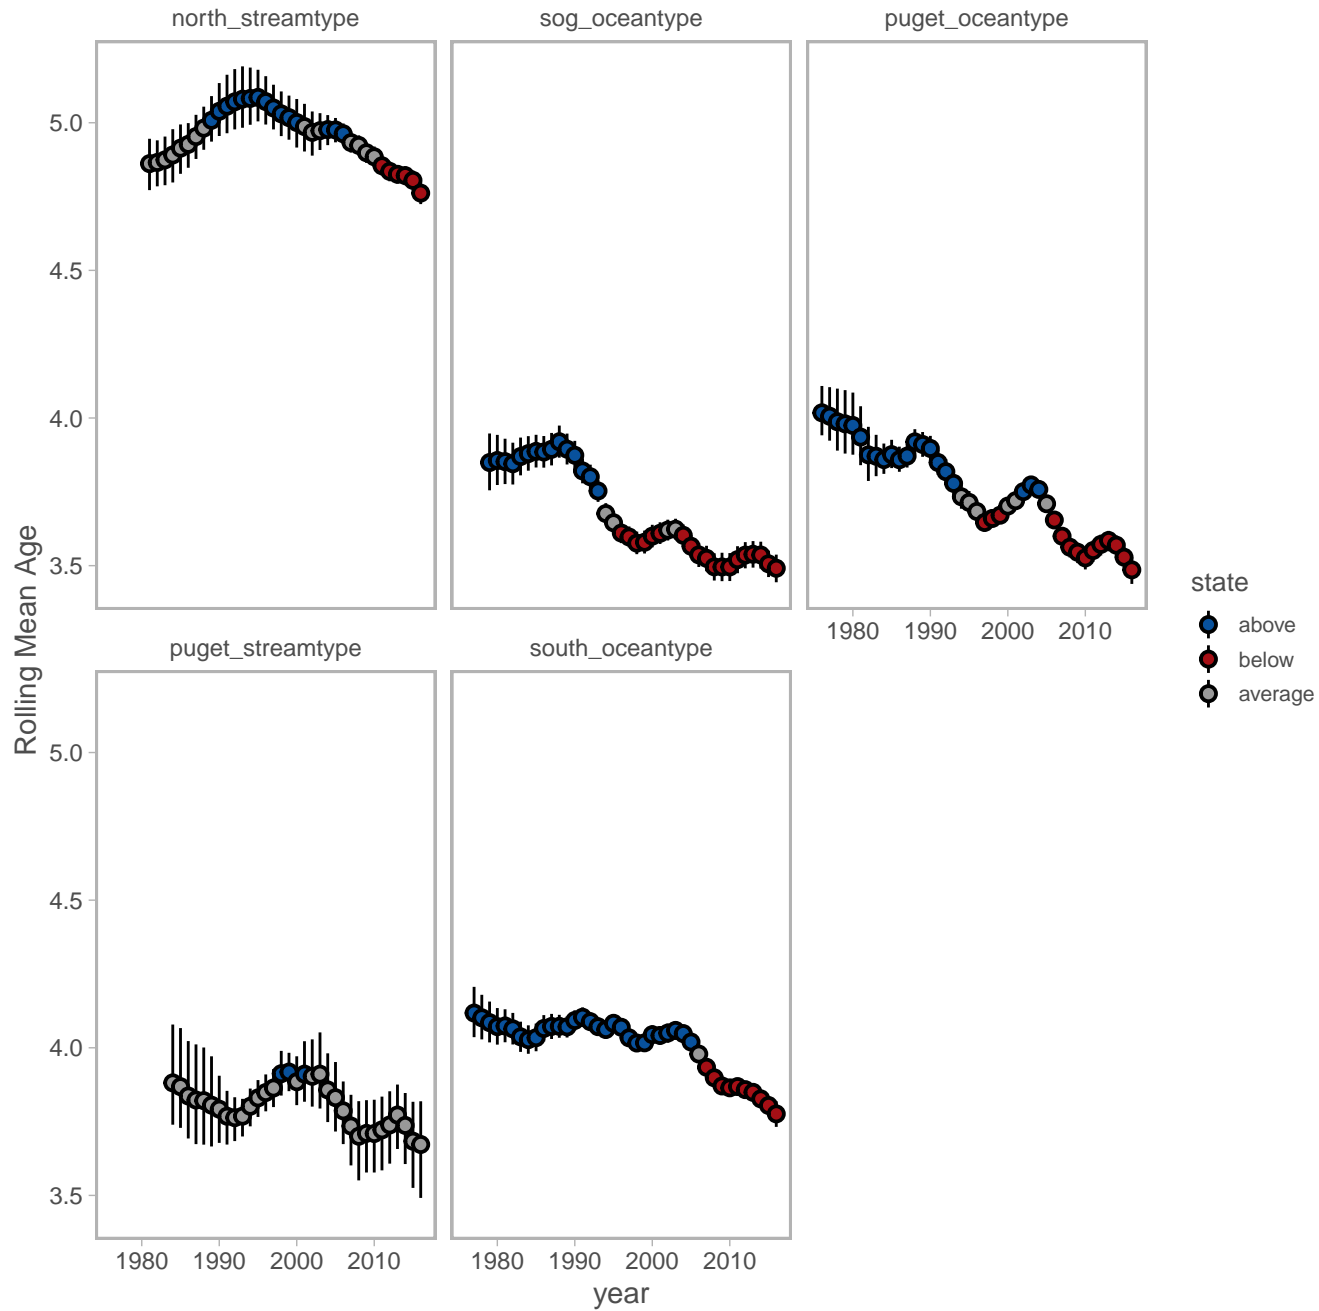 north_streamtype
sog_oceantype
puget_oceantype
5.0
4.5
4.0
3.5
1980 1990 2000 2010
puget_streamtype
south_oceantype
5.0
4.5
4.0
3.5
1980 1990 2000 2010
1980 1990 2000 2010
year
Rolling Mean Age
state
above
below
average